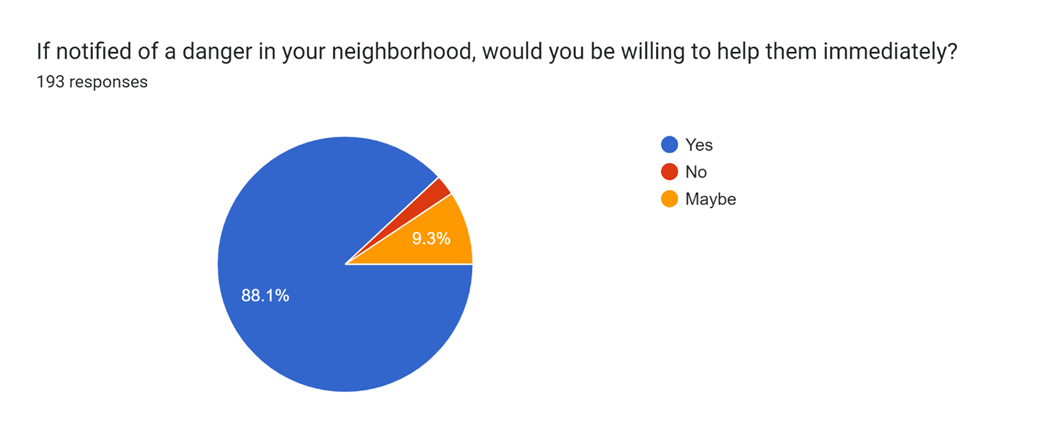 If notified of a danger in your neighborhood, would you be willing to help them immediately?
193 responses
Yes
No
Maybe
9.3%
88.1%